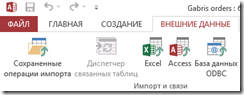 Gabris orders :
ФАЙЛ ГЛАВНАЯ СОЗДАНИЕ ВНЕШНИЕ ДАННЫЕ
Сохраненные операции импорта
Диспетчер связанных таблиц
Excel
Access
База данных ODBC
Импорт и связи